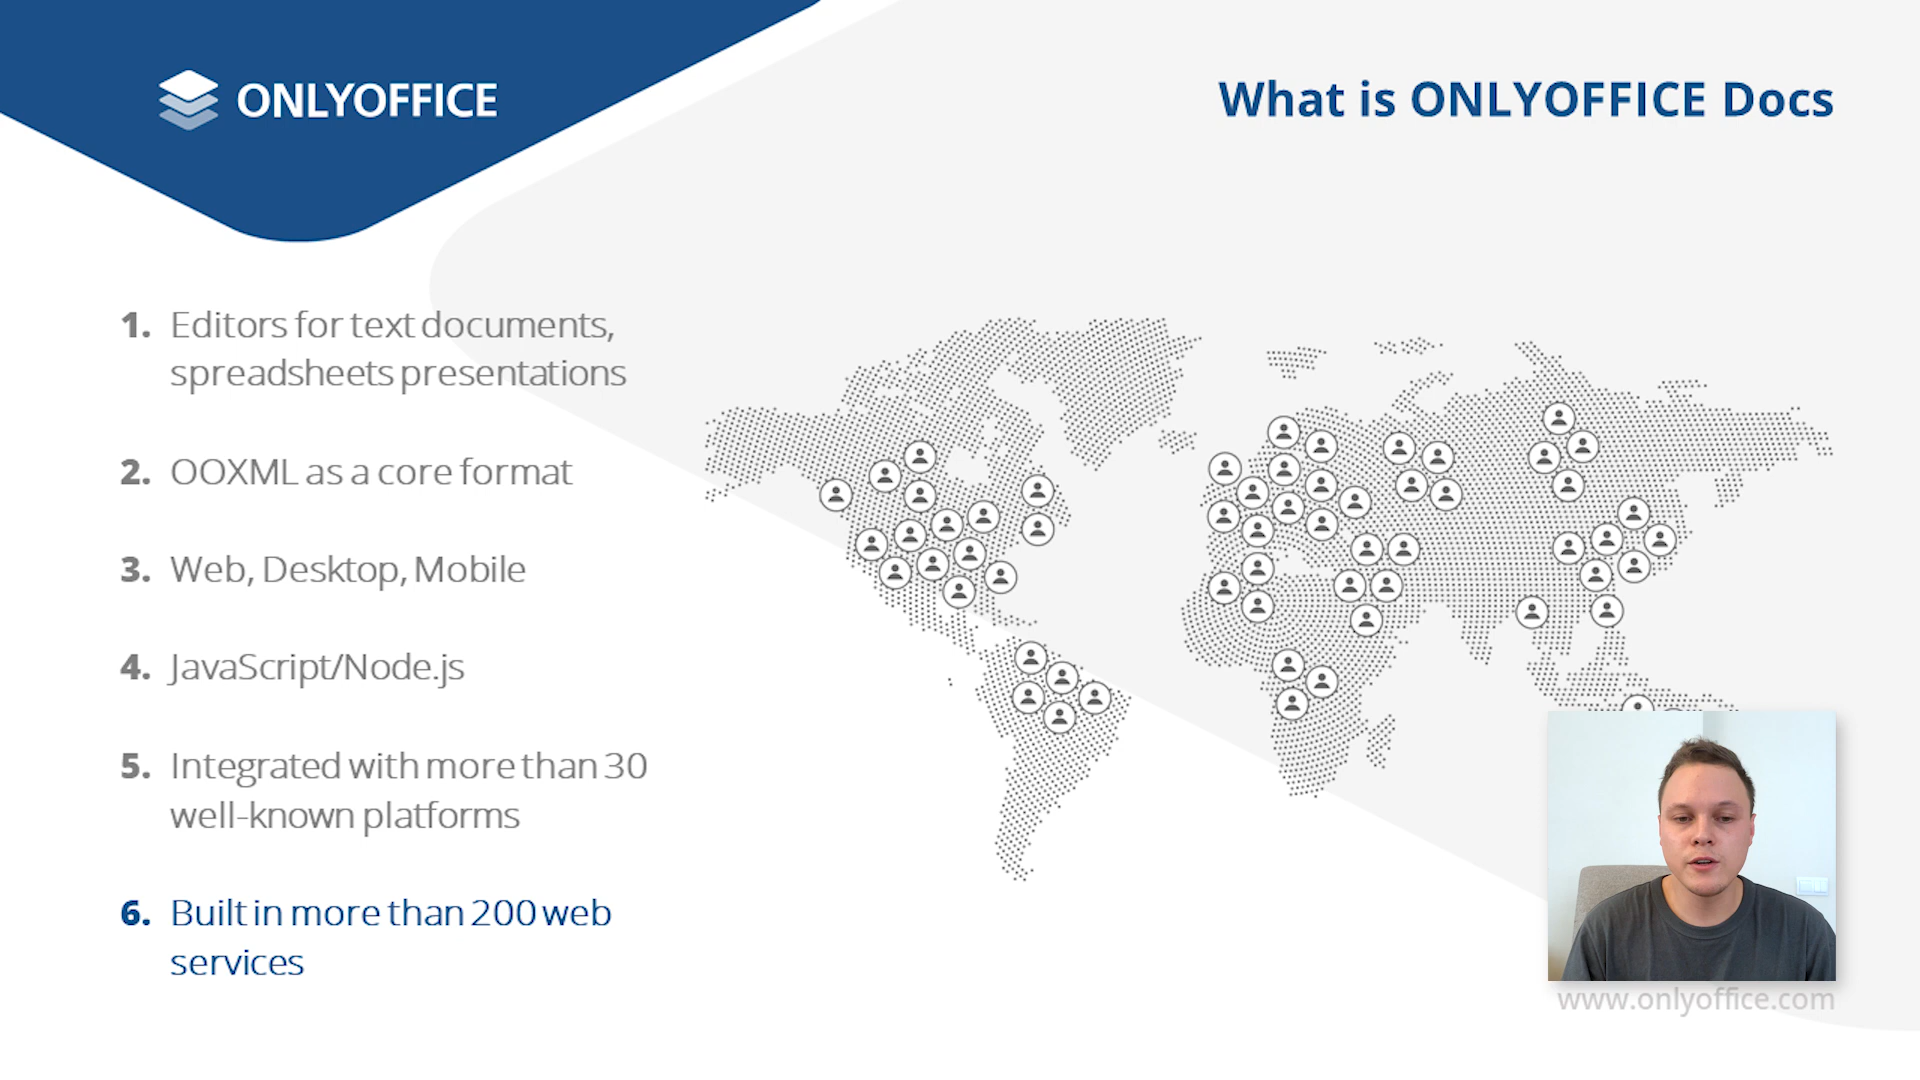 ONLYOFFICE
What is ONLYOFFICE Docs
1. Editors for text documents,
spreadsheets presentations
2. OOXML as a core format
3. Web, Desktop, Mobile
4. JavaScript/Node.js
5. Integrated with more than 30
well-known platforms
6. Built in more than 200 web
services
www.onlyoffice.com